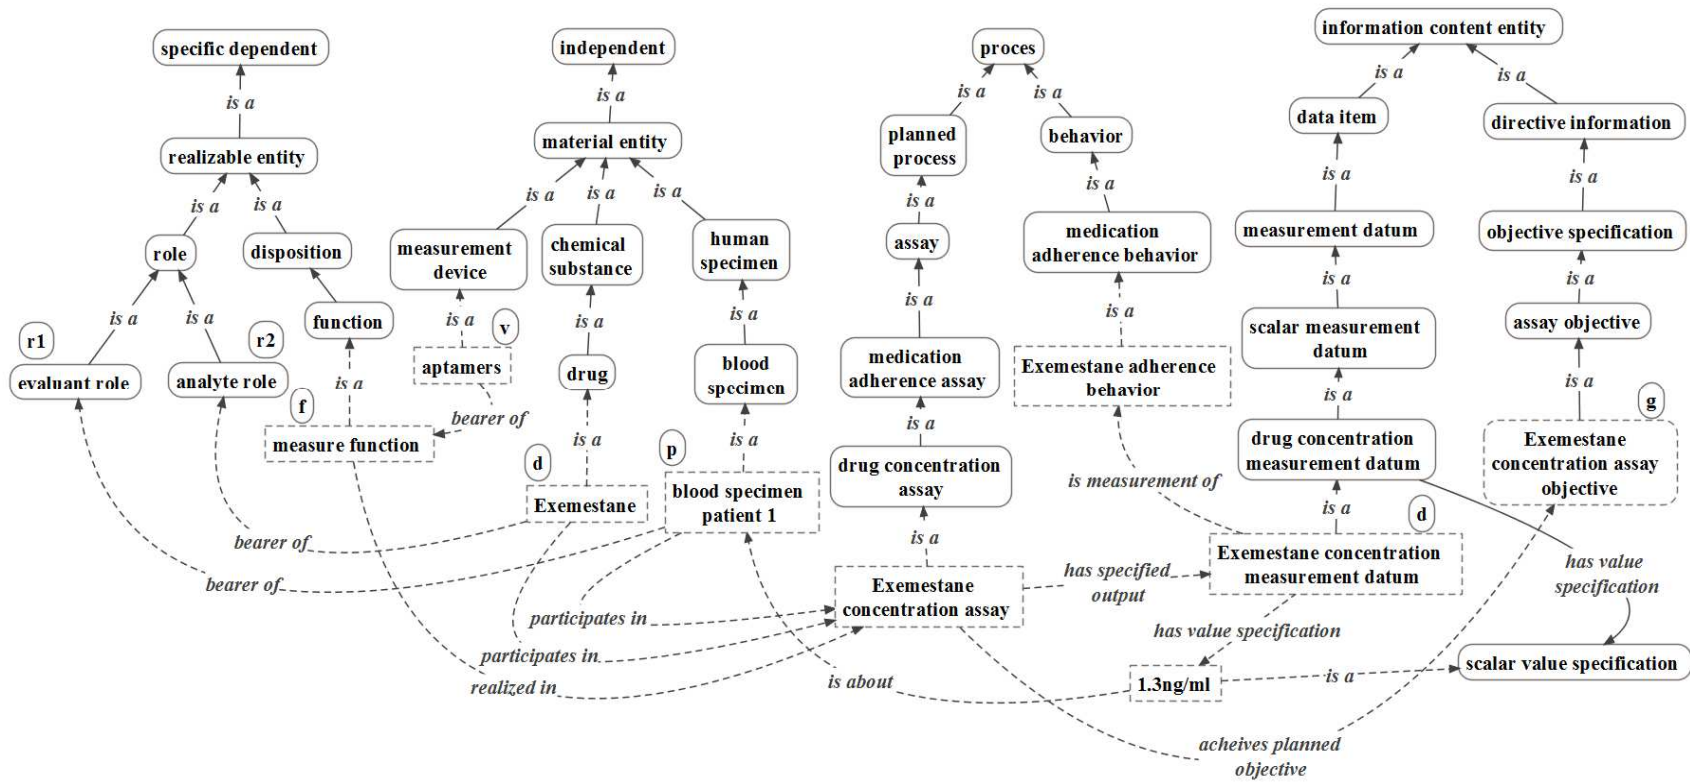 specific dependent
independent
proces
information content entity
is a
is a
is a
is a
is a
is a
realizable entity
material entity
planned
process
behavior
data item
directive information
is a
is a
is a
is a
is a
is a
is a
is a
is a
role
disposition
measurement
device
chemical
substance
human
specimen
assay
medication
adherence behavior
measurement datum
objective specification
is a
is a
is a
is a
is a
is a
is a
is a
is a
r1
r2
function
v
evaluant role
analyte role
aptamers
drug
blood
specimen
medication
adherence assay
Exemestane adherence
behavior
scalar measurement
datum
assay objective
is a
f
bearer of
is a
is a
is a
is a
is a
measure function
d
p
g
Exemestane
blood specimen
patient 1
drug concentration
assay
is measurement of
drug concentration
measurement datum
Exemestane
concentration assay
objective
bearer of
bearer of
is a
is a
d
Exemestane
concentration assay
has specified
output
Exemestane concentration
measurement datum
has value
specification
participates in
participates in
realized in
is about
has value specification
1.3ng/ml
is a
scalar value specification
acheives planned
objective